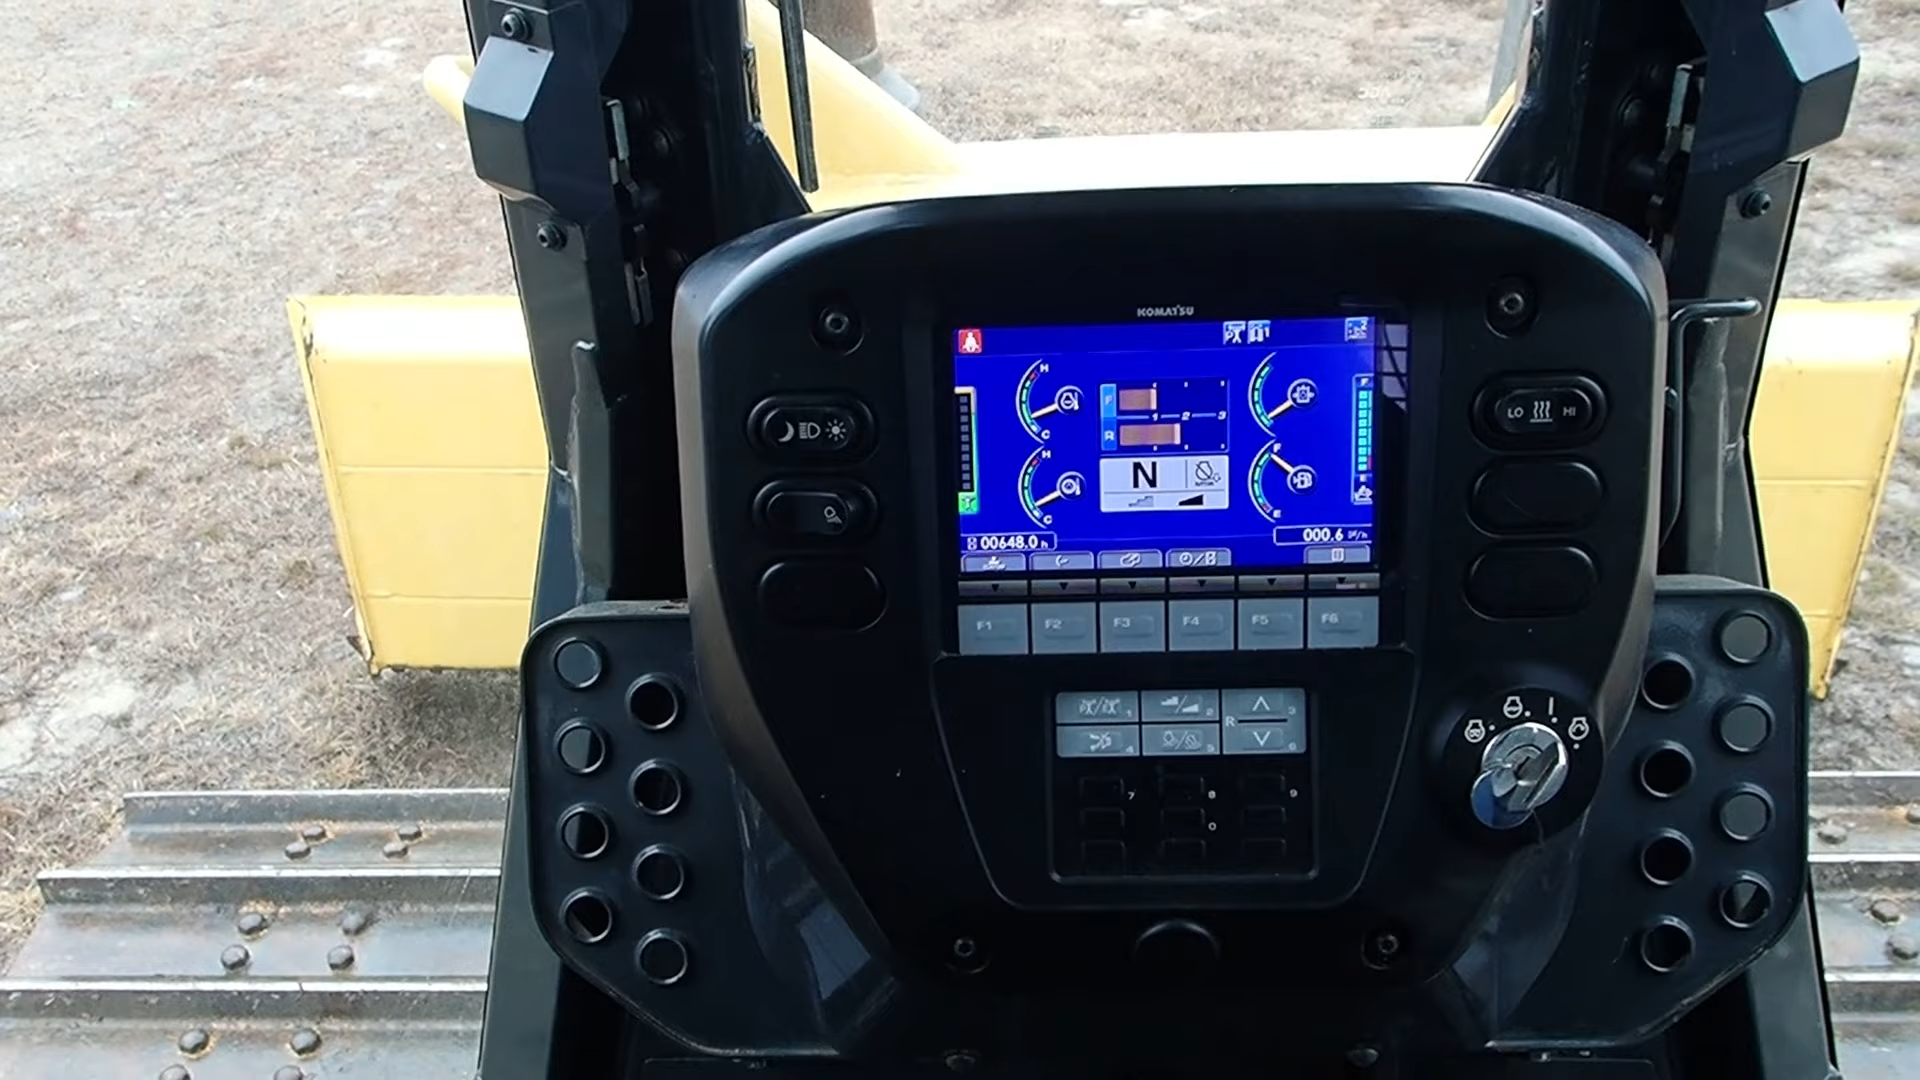 KOMATSU
H
C
H
C
F
R
1 2 3
N
F
E
F
E
00648.0 h
000.6
F1 F2 F3 F4 F5 F6
1 2 3
R
4 5 6
7 8 9
0
LO HI